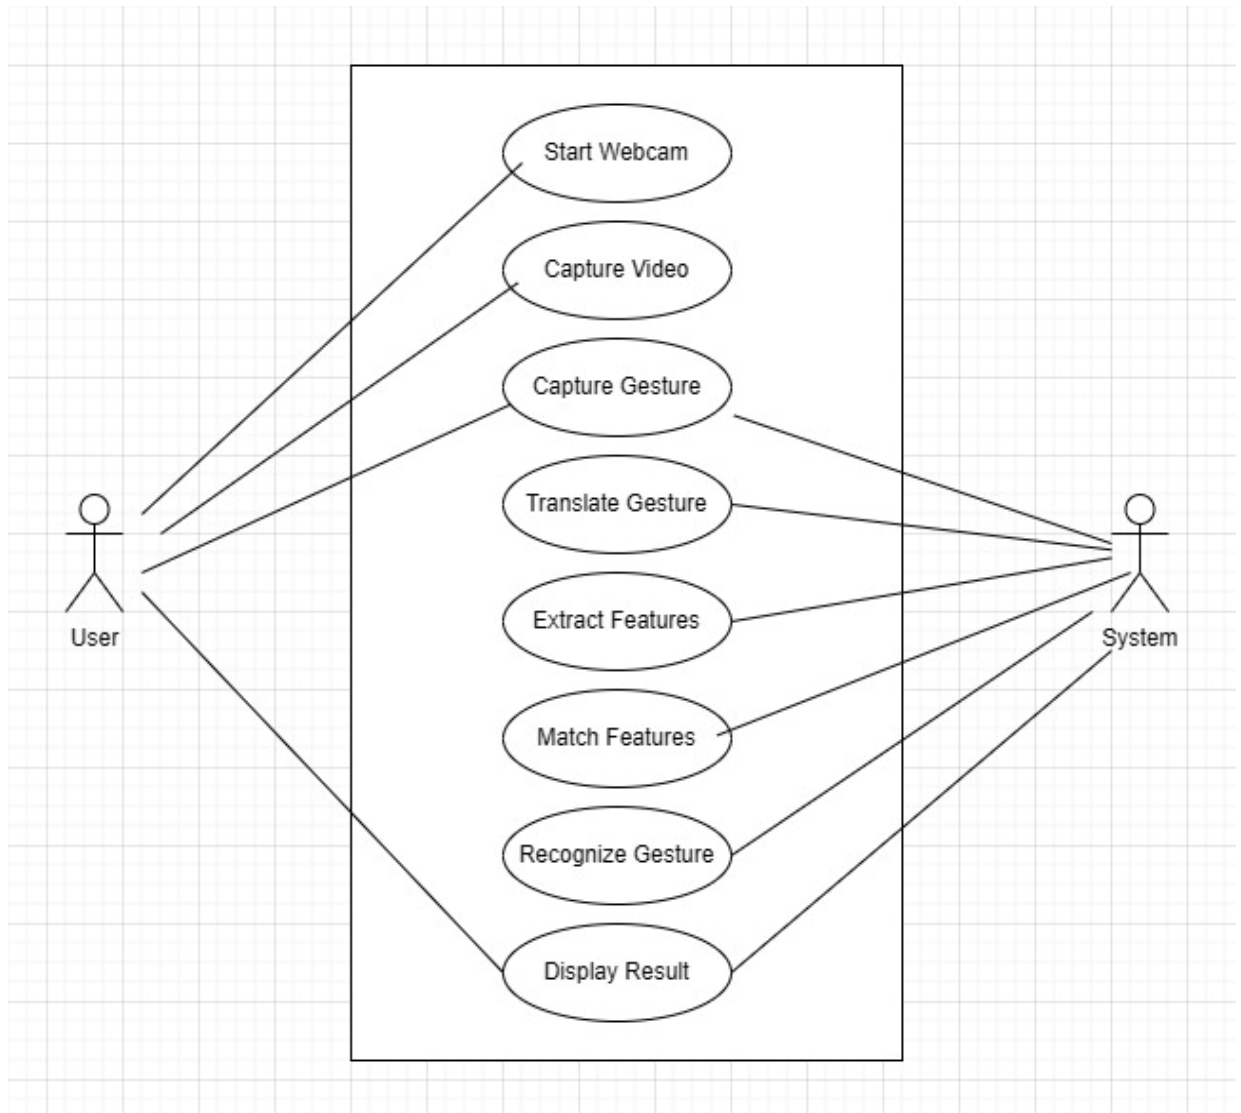 Start Webcam
Capture Video
Capture Gesture
Translate Gesture
Extract Features
User
System
Match Features
Recognize Gesture
Display Result